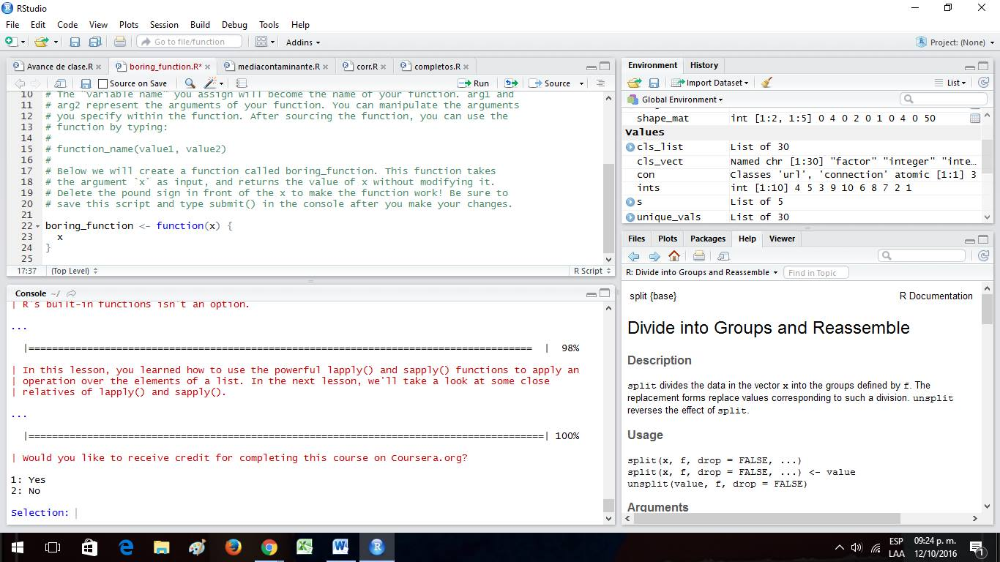 RStudio
File Edit Code View Plots Session Build Debug Tools Help
Go to file/function Addins Project: (None)
Avance de clase.R boring_function.R* mediacontaminante.R corr.R completos.R
Source on Save Run Source
10 # The "variable name" you assign will become the name of your function. arg1 and
11 # arg2 represent the arguments of your function. You can manipulate the arguments
12 # you specify within the function. After sourcing the function, you can use the
13 # function by typing:
14 #
15 # function_name(value1, value2)
16 #
17 # Below we will create a function called boring_function. This function takes
18 # the argument `x` as input, and returns the value of x without modifying it.
19 # Delete the pound sign in front of the x to make the function work! Be sure to
20 # save this script and type submit() in the console after you make your changes.
21
22 boring_function <- function(x) {
23 x
24 }
25
17:37 (Top Level) R Script
Console ~/
| R's built-in functions isn't an option.
...
|======================================================================================= | 98%
| In this lesson, you learned how to use the powerful lapply() and sapply() functions to apply an
| operation over the elements of a list. In the next lesson, we'll take a look at some close
| relatives of lapply() and sapply().
...
|=========================================================================================| 100%
| Would you like to receive credit for completing this course on Coursera.org?
1: Yes
2: No
Selection:
Environment History
Import Dataset List
Global Environment
shape_mat int [1:2, 1:5] 0 4 0 2 0 1 0 4 0 50
Values
cls_list List of 30
cls_vect Named chr [1:30] "factor" "integer" "inte…
con Classes 'url', 'connection' atomic [1:1] 3
ints int [1:10] 4 5 3 9 10 6 8 7 2 1
s List of 5
unique_vals List of 30
Files Plots Packages Help Viewer
R: Divide into Groups and Reassemble Find in Topic
split {base} R Documentation
Divide into Groups and Reassemble
Description
split divides the data in the vector x into the groups defined by f. The
replacement forms replace values corresponding to such a division. unsplit
reverses the effect of split.
Usage
split(x, f, drop = FALSE, ...)
split(x, f, drop = FALSE, ...) <- value
unsplit(value, f, drop = FALSE)
Arguments
ESP 09:24 p. m.
LAA 12/10/2016 1